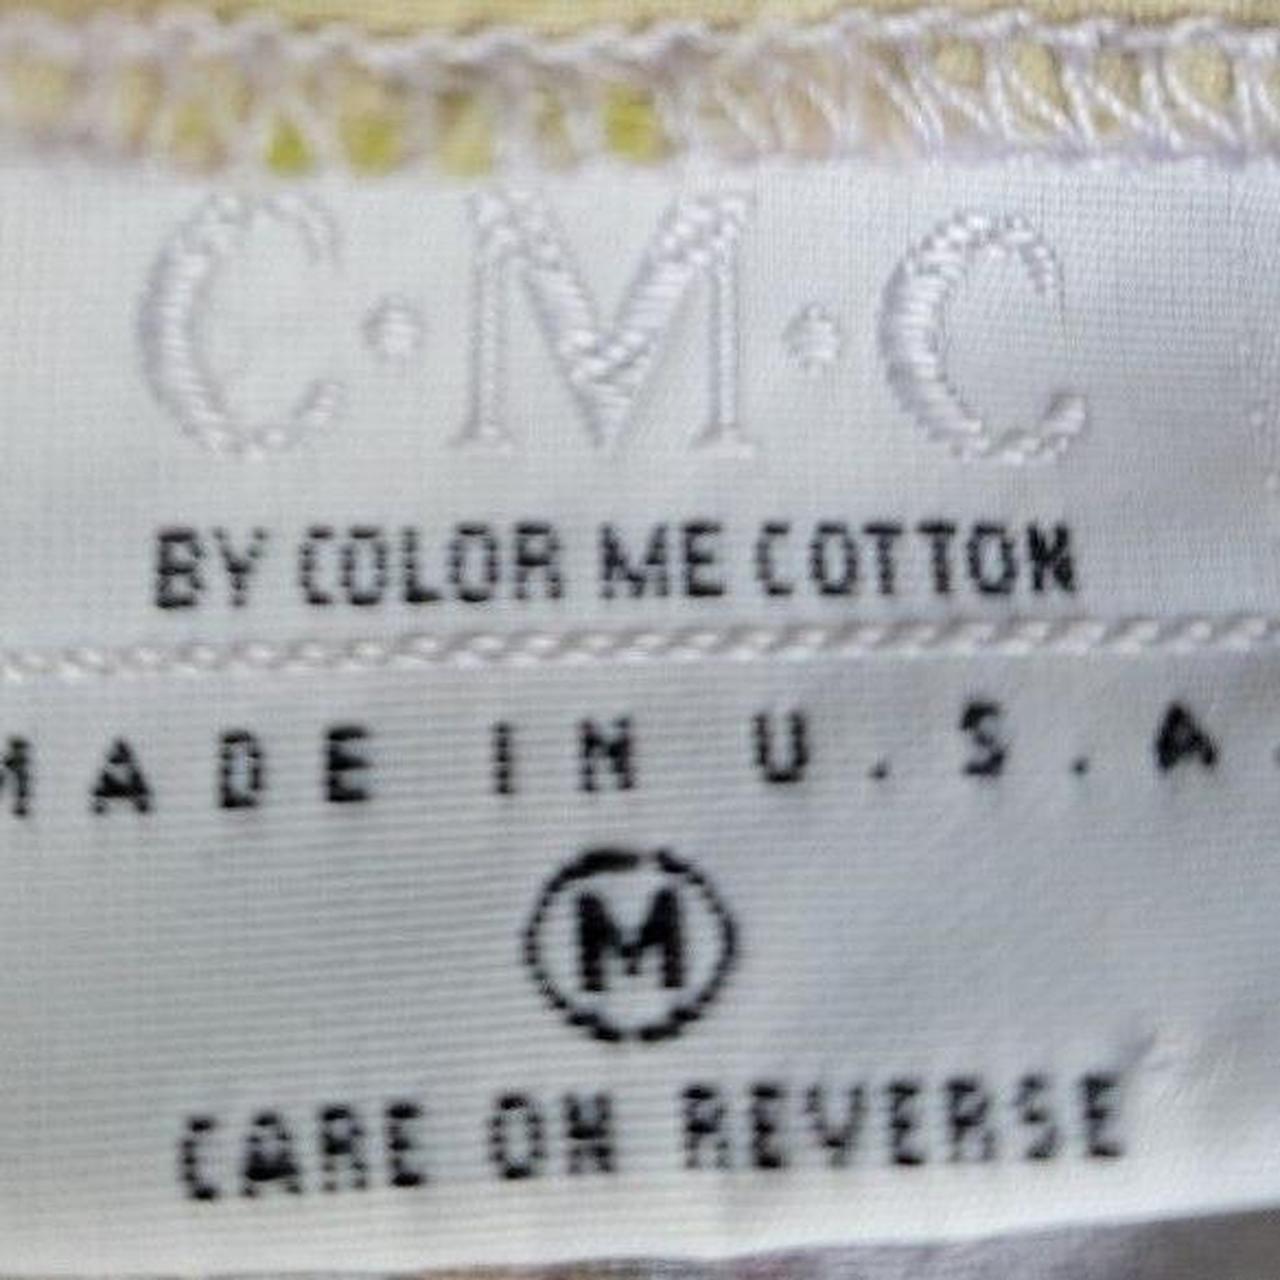 C·M·C
BY COLOR ME COTTON
MADE IN U.S.A.
M
CARE ON REVERSE